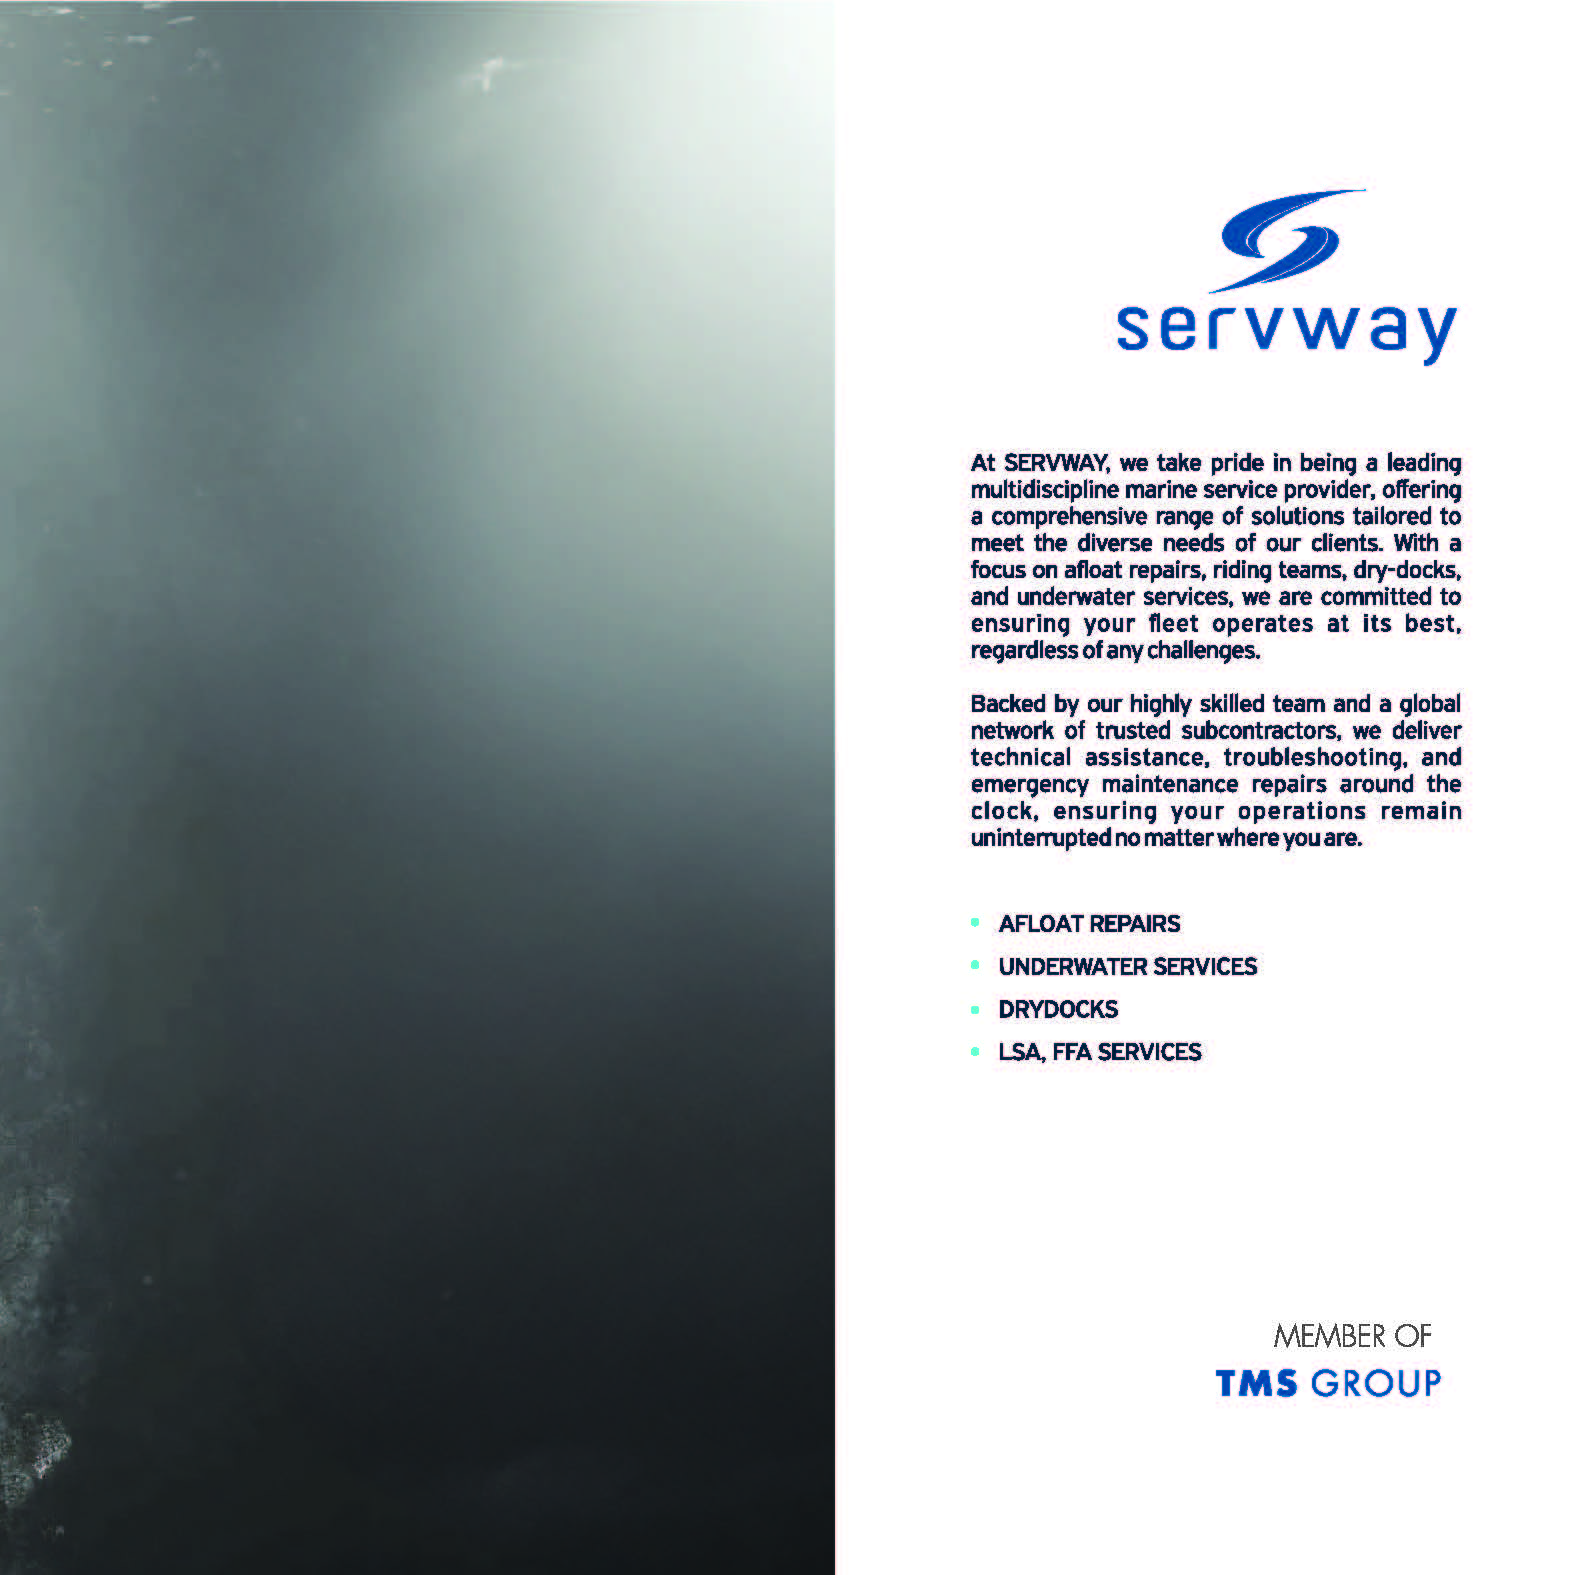 servway
At SERVWAY, we take pride in being a leading
multidiscipline marine service provider, offering
a comprehensive range of solutions tailored to
meet the diverse needs of our clients. With a
focus on afloat repairs, riding teams, dry-docks,
and underwater services, we are committed to
ensuring your fleet operates at its best,
regardless of any challenges.
Backed by our highly skilled team and a global
network of trusted subcontractors, we deliver
technical assistance, troubleshooting, and
emergency maintenance repairs around the
clock, ensuring your operations remain
uninterrupted no matter where you are.
• AFLOAT REPAIRS
• UNDERWATER SERVICES
• DRYDOCKS
• LSA, FFA SERVICES
MEMBER OF
TMS GROUP